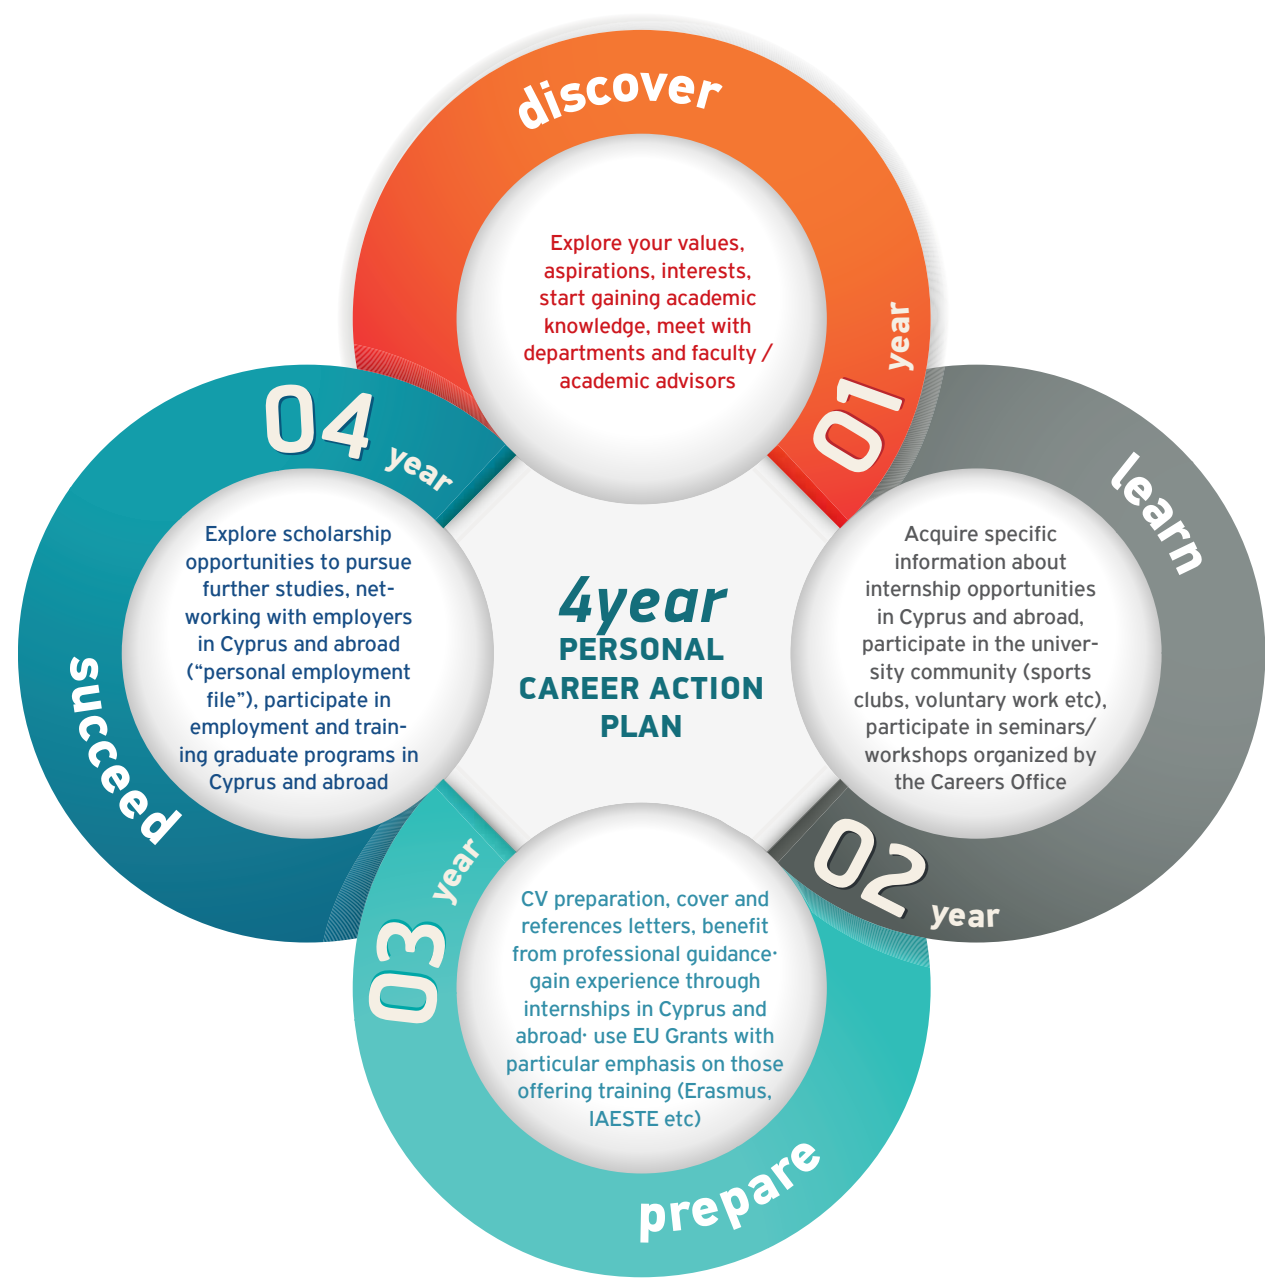 discover
Explore your values,
aspirations, interests,
start gaining academic
knowledge, meet with
departments and faculty /
academic advisors
01 year
learn
Acquire specific
information about
internship opportunities
in Cyprus and abroad,
participate in the univer-
sity community (sports
clubs, voluntary work etc),
participate in seminars/
workshops organized by
the Careers Office
02 year
4year
PERSONAL
CAREER ACTION
PLAN
03 year
CV preparation, cover and
references letters, benefit
from professional guidance·
gain experience through
internships in Cyprus and
abroad· use EU Grants with
particular emphasis on those
offering training (Erasmus,
IAESTE etc)
prepare
04 year
Explore scholarship
opportunities to pursue
further studies, net-
working with employers
in Cyprus and abroad
(“personal employment
file”), participate in
employment and train-
ing graduate programs in
Cyprus and abroad
succeed